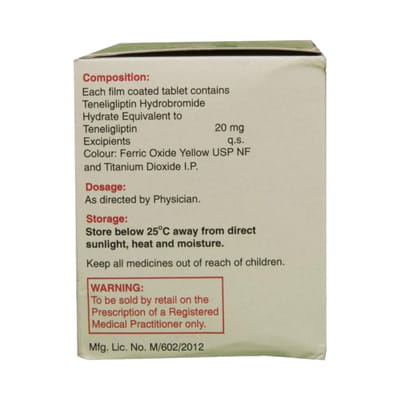 Composition:
Each film coated tablet contains
Teneligliptin Hydrobromide
Hydrate Equivalent to
Teneligliptin 20 mg
Excipients q.s.
Colour: Ferric Oxide Yellow USP NF
and Titanium Dioxide I.P.
Dosage:
As directed by Physician.
Storage:
Store below 25°C away from direct
sunlight, heat and moisture.
Keep all medicines out of reach of children.
WARNING:
To be sold by retail on the
Prescription of a Registered
Medical Practitioner only.
Mfg. Lic. No. M/602/2012